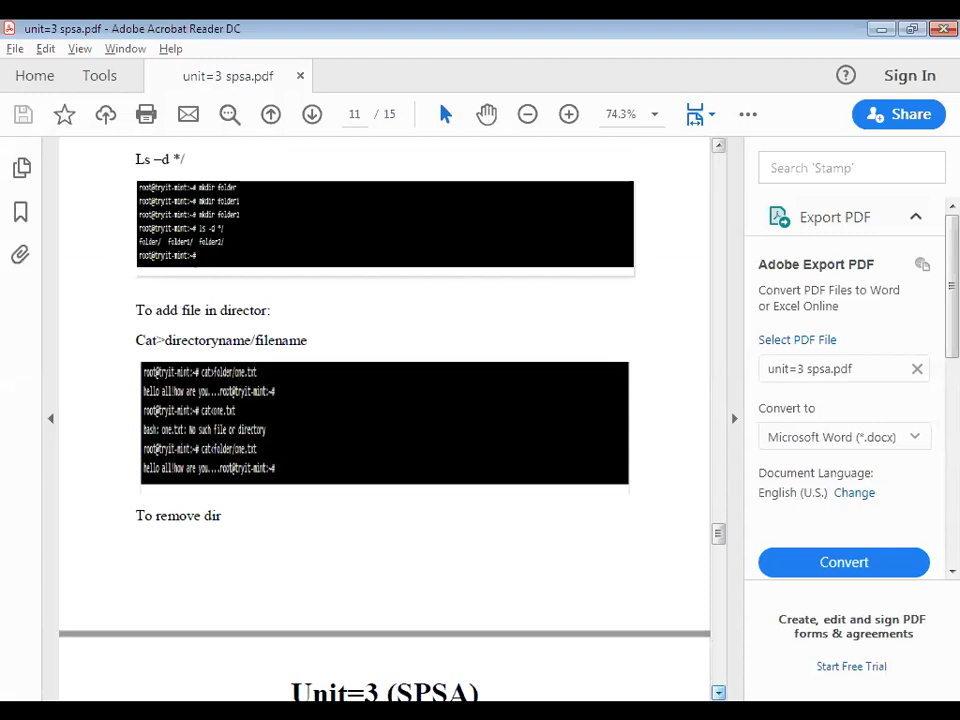 unit=3 spsa.pdf - Adobe Acrobat Reader DC
File Edit View Window Help
Home Tools unit=3 spsa.pdf × Sign In
11 / 15 74.3% Share
Ls –d */
root@tryit-mint:~# mkdir folder
root@tryit-mint:~# mkdir folder1
root@tryit-mint:~# mkdir folder2
root@tryit-mint:~# ls -d */
folder/ folder1/ folder2/
root@tryit-mint:~#
To add file in director:
Cat>directoryname/filename
root@tryit-mint:~# cat>folder/one.txt
hello all!how are you....root@tryit-mint:~#
root@tryit-mint:~# cat<one.txt
bash: one.txt: No such file or directory
root@tryit-mint:~# cat<folder/one.txt
hello all!how are you....root@tryit-mint:~#
To remove dir
Unit=3 (SPSA)
Search 'Stamp'
Export PDF
Adobe Export PDF
Convert PDF Files to Word
or Excel Online
Select PDF File
unit=3 spsa.pdf
Convert to
Microsoft Word (*.docx)
Document Language:
English (U.S.) Change
Convert
Create, edit and sign PDF
forms & agreements
Start Free Trial